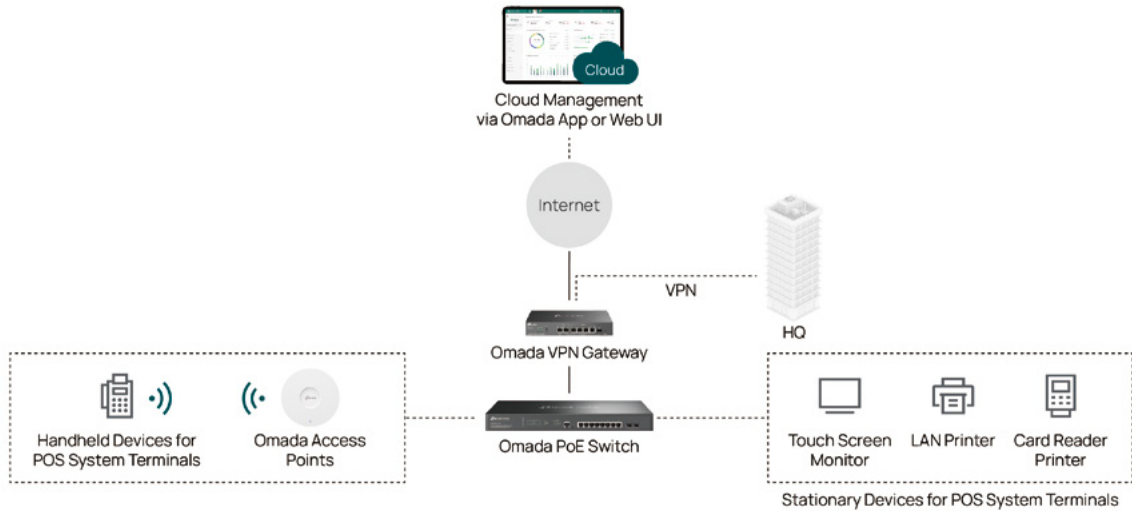 Cloud
Cloud Management
via Omada App or Web UI
Internet
VPN
HQ
Omada VPN Gateway
Handheld Devices for
POS System Terminals
Omada Access
Points
Omada PoE Switch
Touch Screen
Monitor
LAN Printer
Card Reader
Printer
Stationary Devices for POS System Terminals